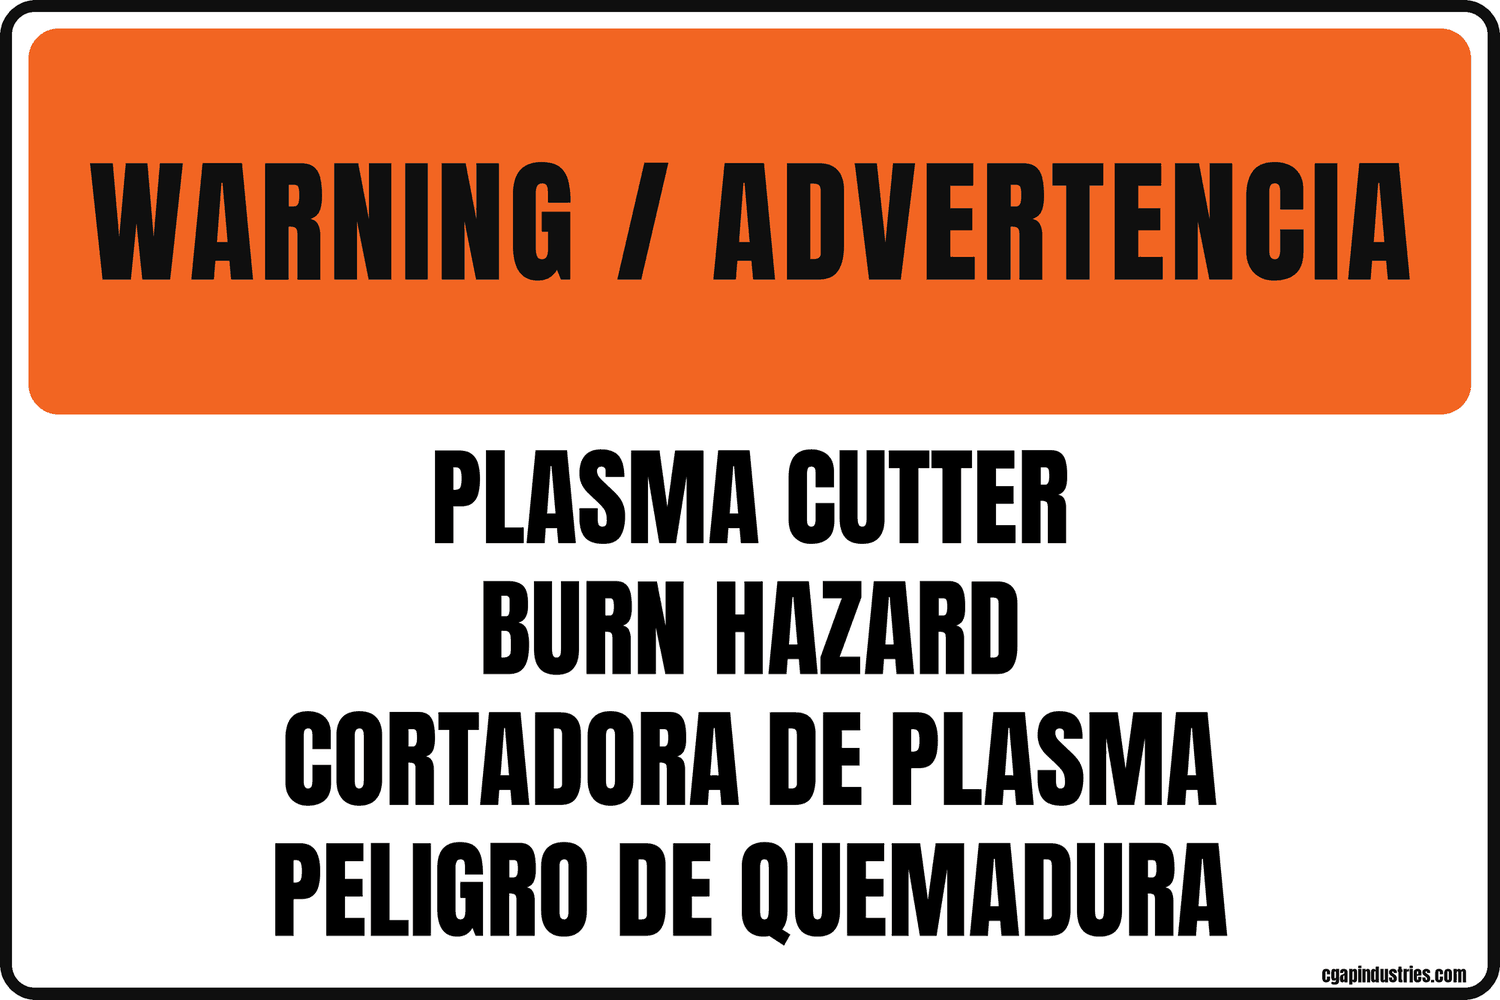 WARNING / ADVERTENCIA
PLASMA CUTTER
BURN HAZARD
CORTADORA DE PLASMA
PELIGRO DE QUEMADURA
cgapindustries.com